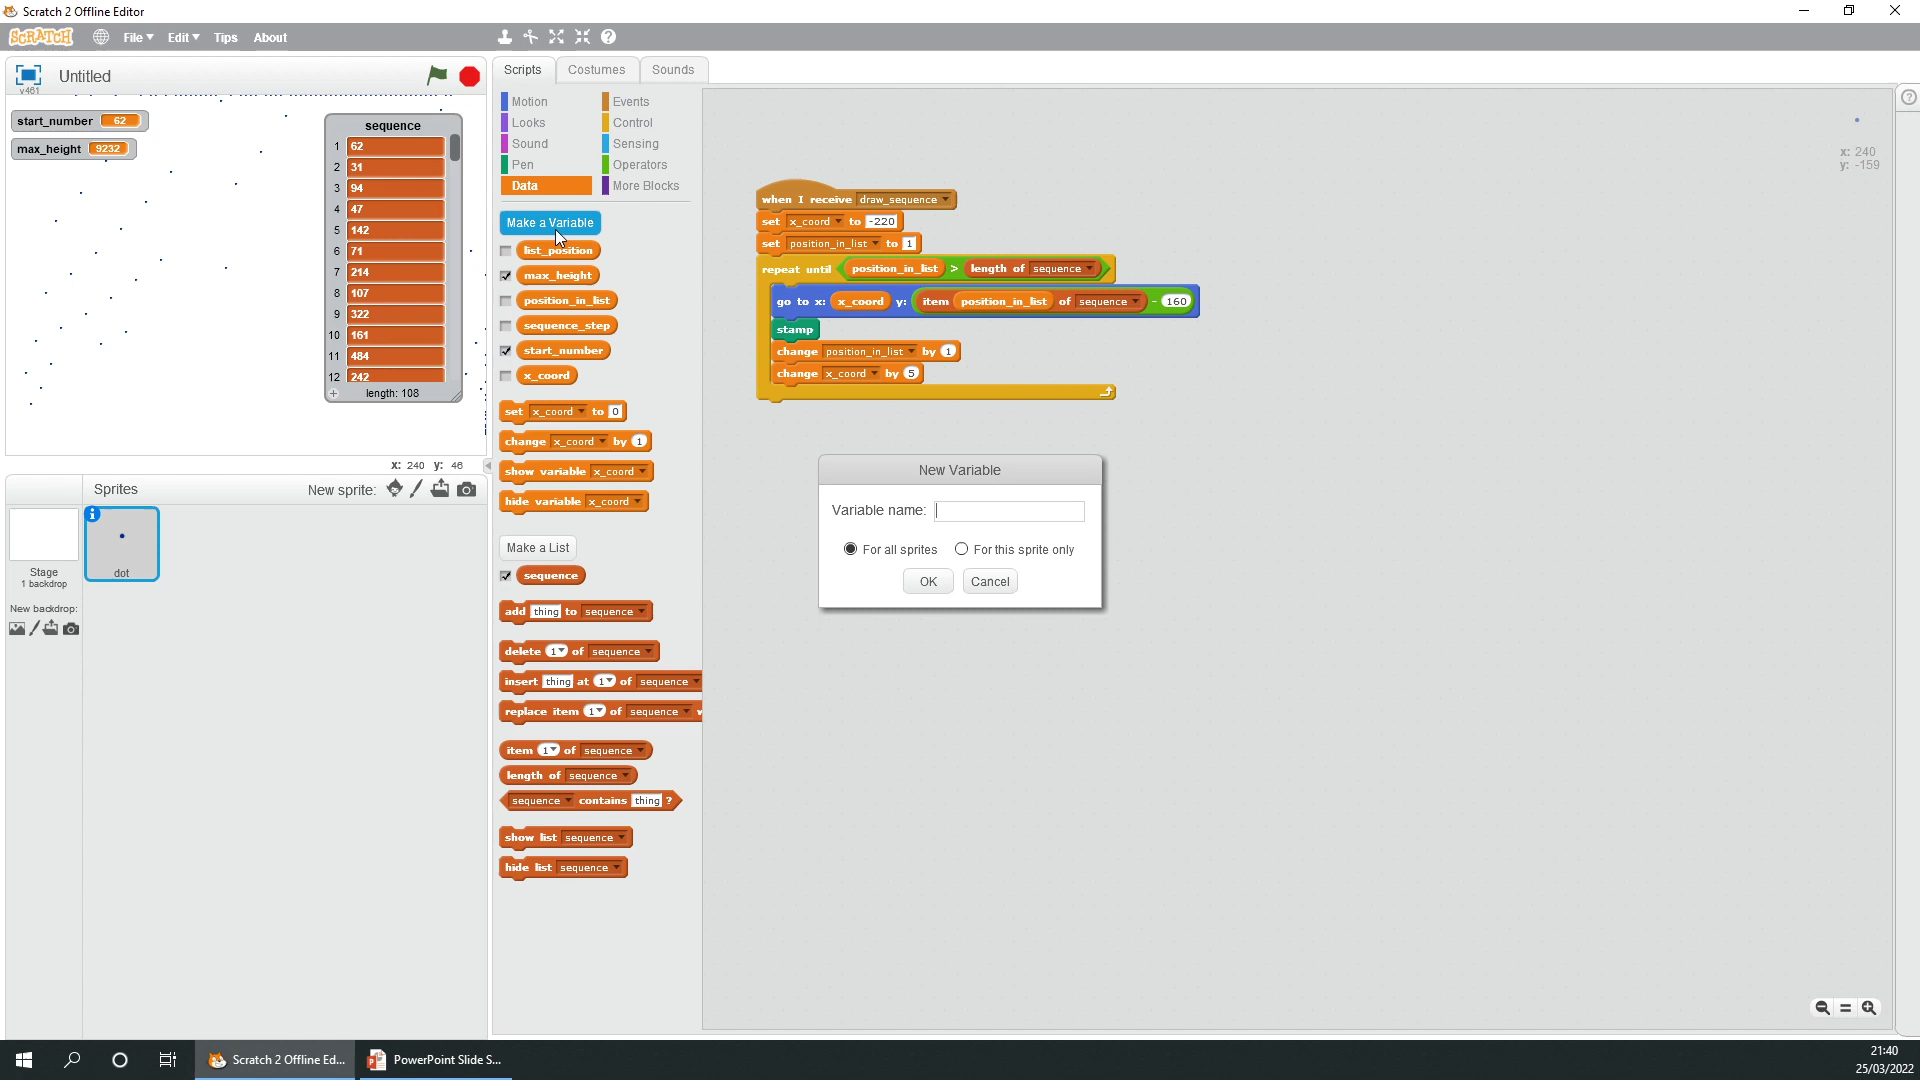 Scratch 2 Offline Editor
SCRATCH File Edit Tips About
v461 Untitled
start_number 62
max_height 9232
sequence
1 62
2 31
3 94
4 47
5 142
6 71
7 214
8 107
9 322
10 161
11 484
12 242
+ length: 108
x: 240 y: 46
Sprites New sprite:
Stage
1 backdrop
New backdrop:
dot
Scripts Costumes Sounds
Motion Events
Looks Control
Sound Sensing
Pen Operators
Data More Blocks
Make a Variable
list_position
max_height
position_in_list
sequence_step
start_number
x_coord
set x_coord to 0
change x_coord by 1
show variable x_coord
hide variable x_coord
Make a List
sequence
add thing to sequence
delete 1 of sequence
insert thing at 1 of sequence
replace item 1 of sequence w
item 1 of sequence
length of sequence
sequence contains thing ?
show list sequence
hide list sequence
x: 240
y: -159
when I receive draw_sequence
set x_coord to -220
set position_in_list to 1
repeat until position_in_list > length of sequence
go to x: x_coord y: item position_in_list of sequence - 160
stamp
change position_in_list by 1
change x_coord by 5
New Variable
Variable name:
For all sprites For this sprite only
OK Cancel
Scratch 2 Offline Ed... PowerPoint Slide S...
21:40
25/03/2022